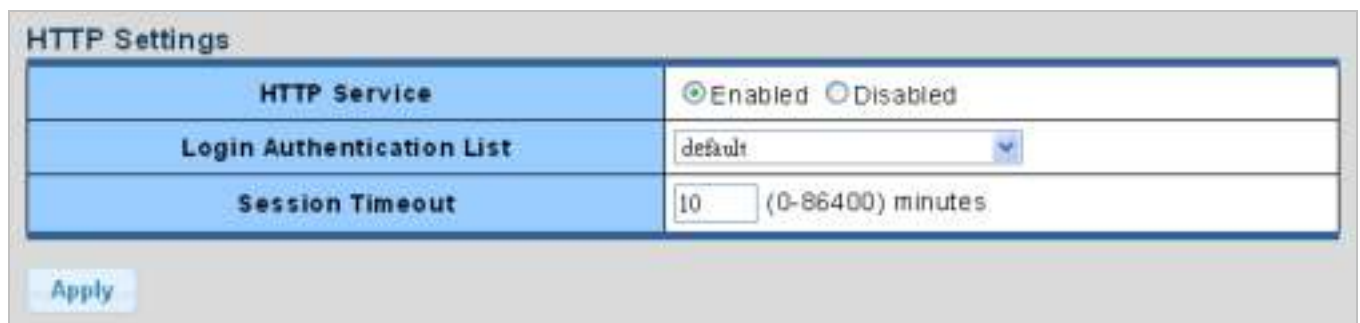 HTTP Settings
HTTP Service Enabled Disabled
Login Authentication List default
Session Timeout 10 (0-86400) minutes
Apply